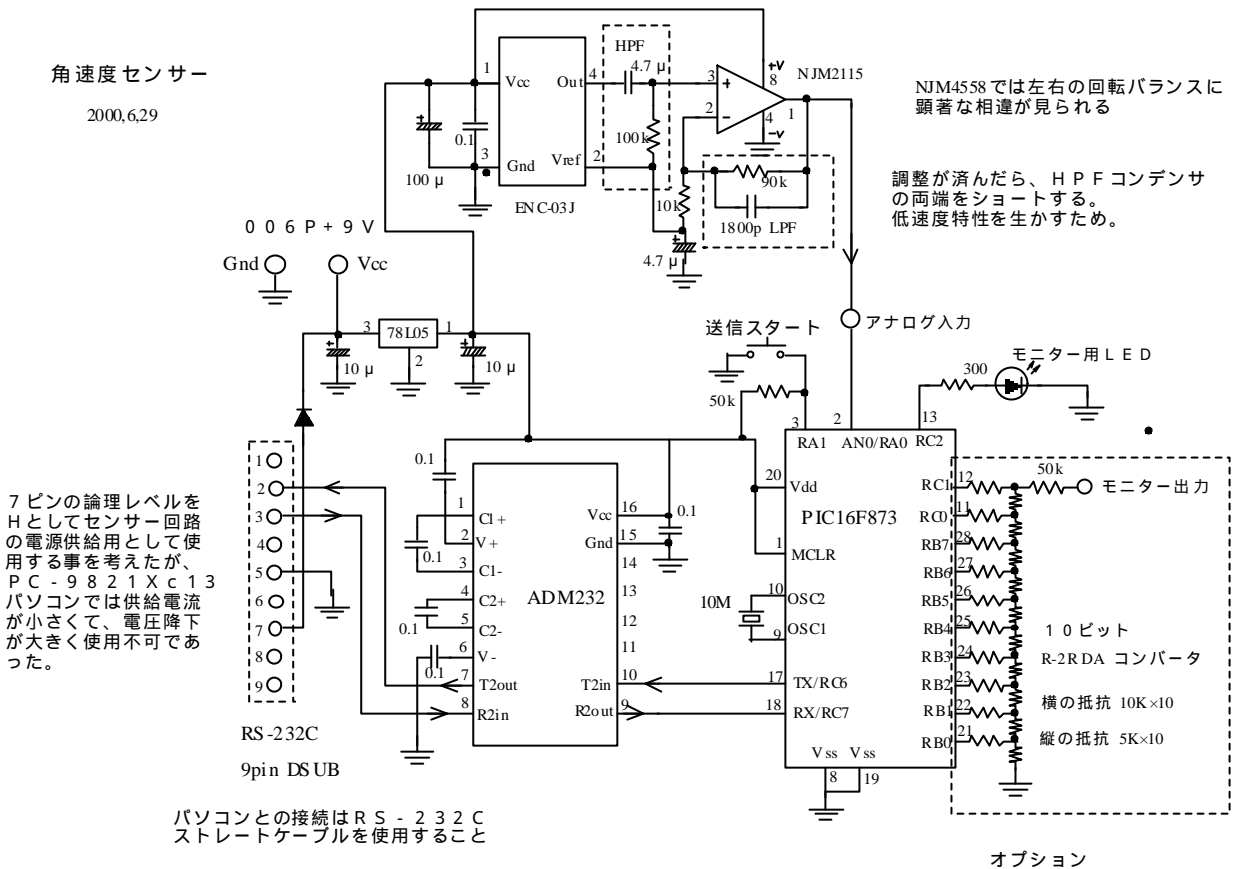 角速度センサー
2000,6,29
1
Vcc
Out
4
HPF
4.7 μ
3
+
2
-
+V
8
NJM2115
1
4
-V
NJM4558では左右の回転バランスに
顕著な相違が見られる
0.1
100 μ
3
Gnd
Vref
2
100k
ENC-03J
10k
90k
1800p LPF
4.7 μ
調整が済んだら、HPFコンデンサ
の両端をショートする。
低速度特性を生かすため。
006P+9V
Gnd
Vcc
3
78L05
1
2
10 μ
10 μ
送信スタート
アナログ入力
50k
モニター用LED
300
3
2
13
RA1
AN0/RA0
RC2
7ピンの論理レベルを
Hとしてセンサー回路
の電源供給用として使
用する事を考えたが、
PC-9821Xc13
パソコンでは供給電流
が小さくて、電圧降下
が大きく使用不可であ
った。
1
2
3
4
5
6
7
8
9
RS-232C
9pin DSUB
0.1
0.1
0.1
0.1
0.1
1
C1+
2
V+
3
C1-
4
C2+
5
C2-
6
V-
7
T2out
8
R2in
ADM232
Vcc
16
Gnd
15
14
13
12
11
T2in
10
R2out
9
20
Vdd
PIC16F873
1
MCLR
10M
10
OSC2
9
OSC1
17
TX/RC6
18
RX/RC7
Vss
Vss
8
19
RC1
12
RC0
11
RB7
28
RB6
27
RB5
26
RB4
25
RB3
24
RB2
23
RB1
22
RB0
21
50k
モニター出力
10ビット
R-2RDA コンバータ
横の抵抗 10K×10
縦の抵抗 5K×10
パソコンとの接続はRS-232C
ストレートケーブルを使用すること
オプション